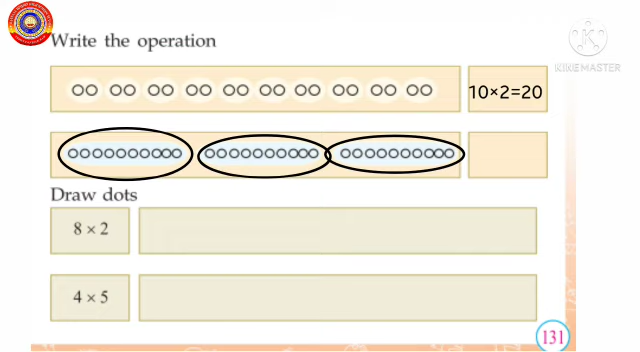 Write the operation
KINEMASTER
10×2=20
Draw dots
8 × 2
4 × 5
131